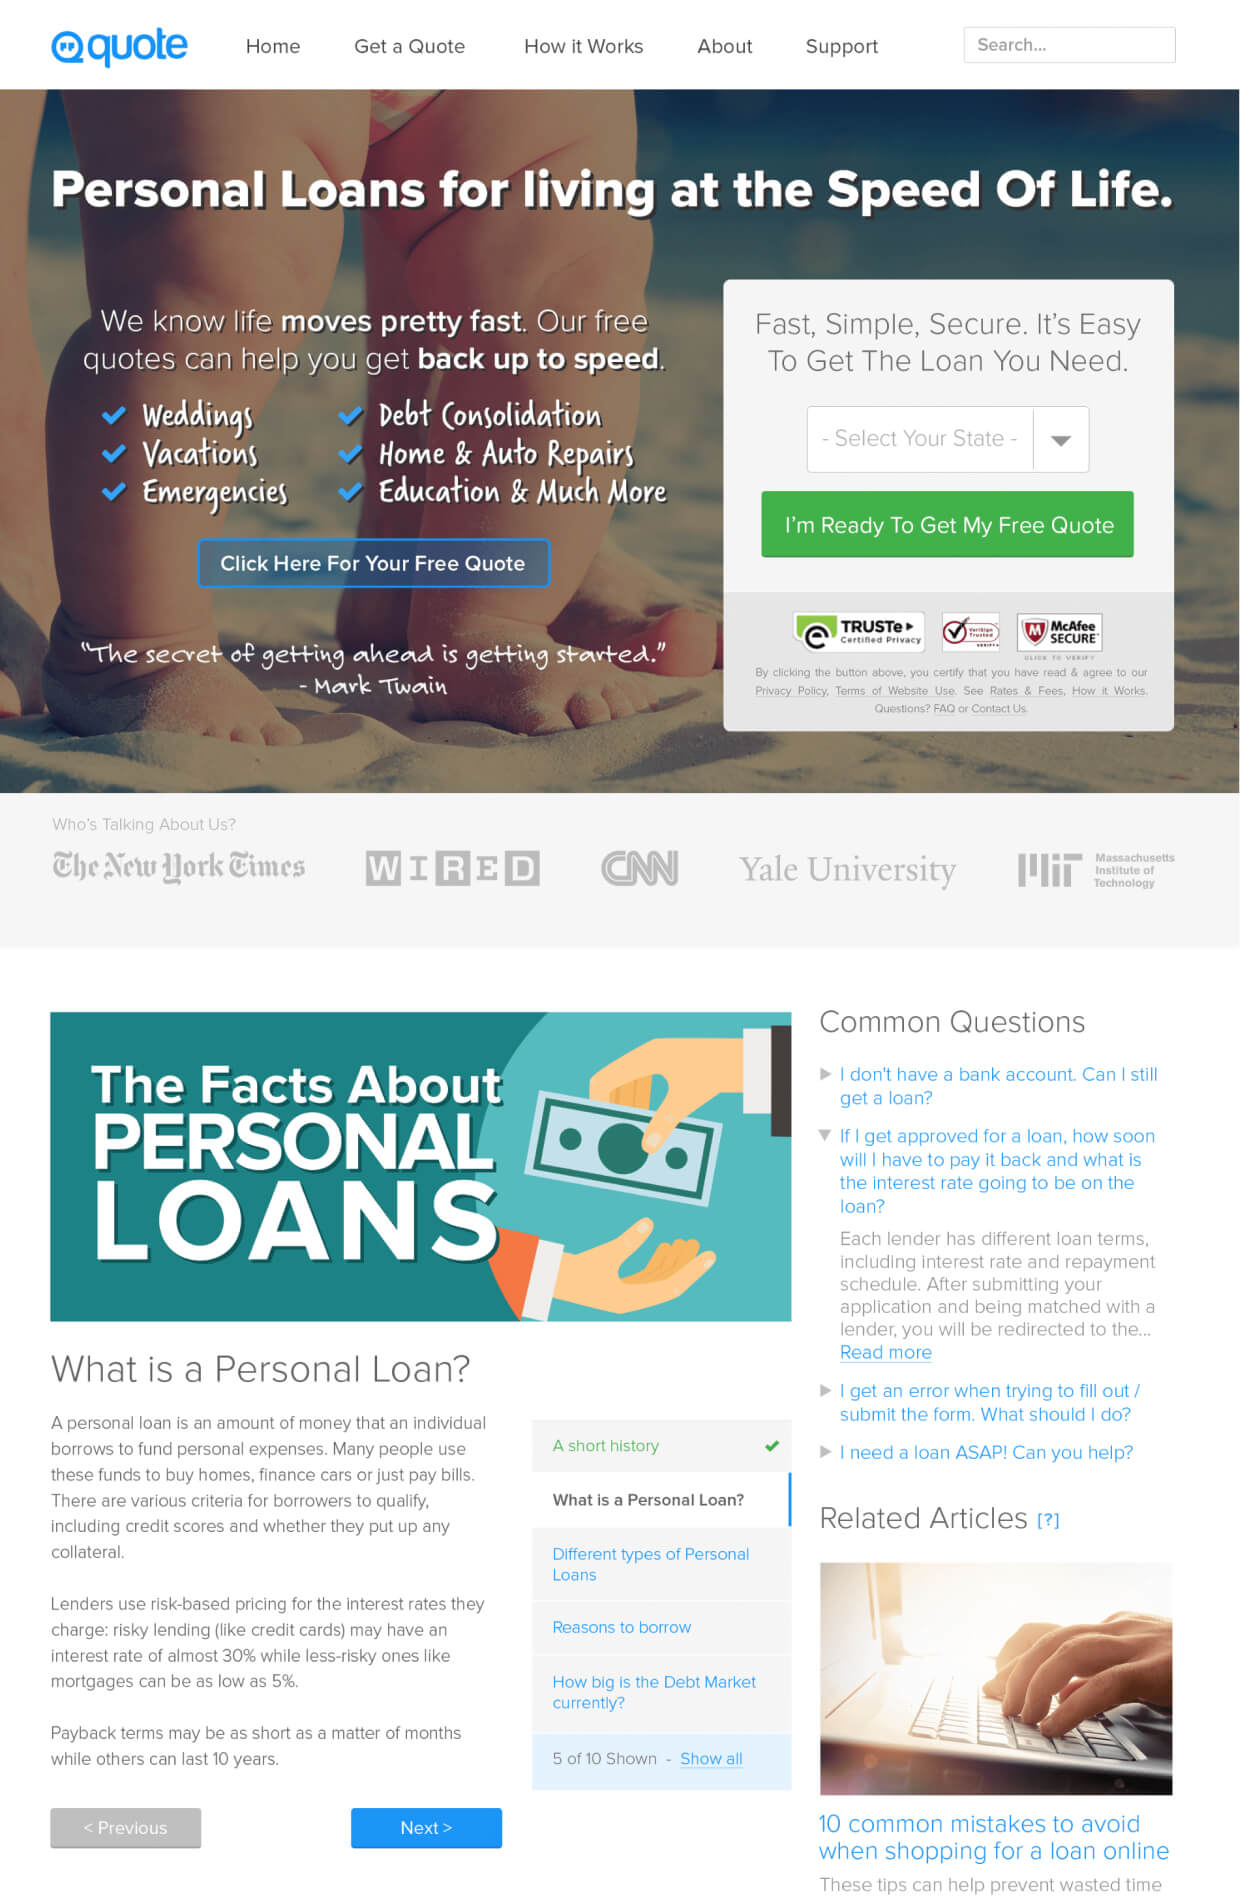 quote
Home
Get a Quote
How it Works
About
Support
Search...
Personal Loans for living at the Speed Of Life.
We know life moves pretty fast. Our free
quotes can help you get back up to speed.
Weddings
Vacations
Emergencies
Debt Consolidation
Home & Auto Repairs
Education & Much More
Click Here For Your Free Quote
"The secret of getting ahead is getting started."
- Mark Twain
Fast, Simple, Secure. It's Easy
To Get The Loan You Need.
- Select Your State -
I'm Ready To Get My Free Quote
TRUSTe
Certified Privacy
VeriSign
Trusted
VERIFY
McAfee
SECURE
CLICK TO VERIFY
By clicking the button above, you certify that you have read & agree to our
Privacy Policy, Terms of Website Use. See Rates & Fees, How it Works.
Questions? FAQ or Contact Us.
Who's Talking About Us?
The New York Times
WIRED
CNN
Yale University
Massachusetts
Institute of
Technology
The Facts About
PERSONAL
LOANS
What is a Personal Loan?
A personal loan is an amount of money that an individual
borrows to fund personal expenses. Many people use
these funds to buy homes, finance cars or just pay bills.
There are various criteria for borrowers to qualify,
including credit scores and whether they put up any
collateral.
Lenders use risk-based pricing for the interest rates they
charge: risky lending (like credit cards) may have an
interest rate of almost 30% while less-risky ones like
mortgages can be as low as 5%.
Payback terms may be as short as a matter of months
while others can last 10 years.
< Previous
Next >
A short history
What is a Personal Loan?
Different types of Personal
Loans
Reasons to borrow
How big is the Debt Market
currently?
5 of 10 Shown - Show all
Common Questions
I don't have a bank account. Can I still
get a loan?
If I get approved for a loan, how soon
will I have to pay it back and what is
the interest rate going to be on the
loan?
Each lender has different loan terms,
including interest rate and repayment
schedule. After submitting your
application and being matched with a
lender, you will be redirected to the...
Read more
I get an error when trying to fill out /
submit the form. What should I do?
I need a loan ASAP! Can you help?
Related Articles [?]
10 common mistakes to avoid
when shopping for a loan online
These tips can help prevent wasted time